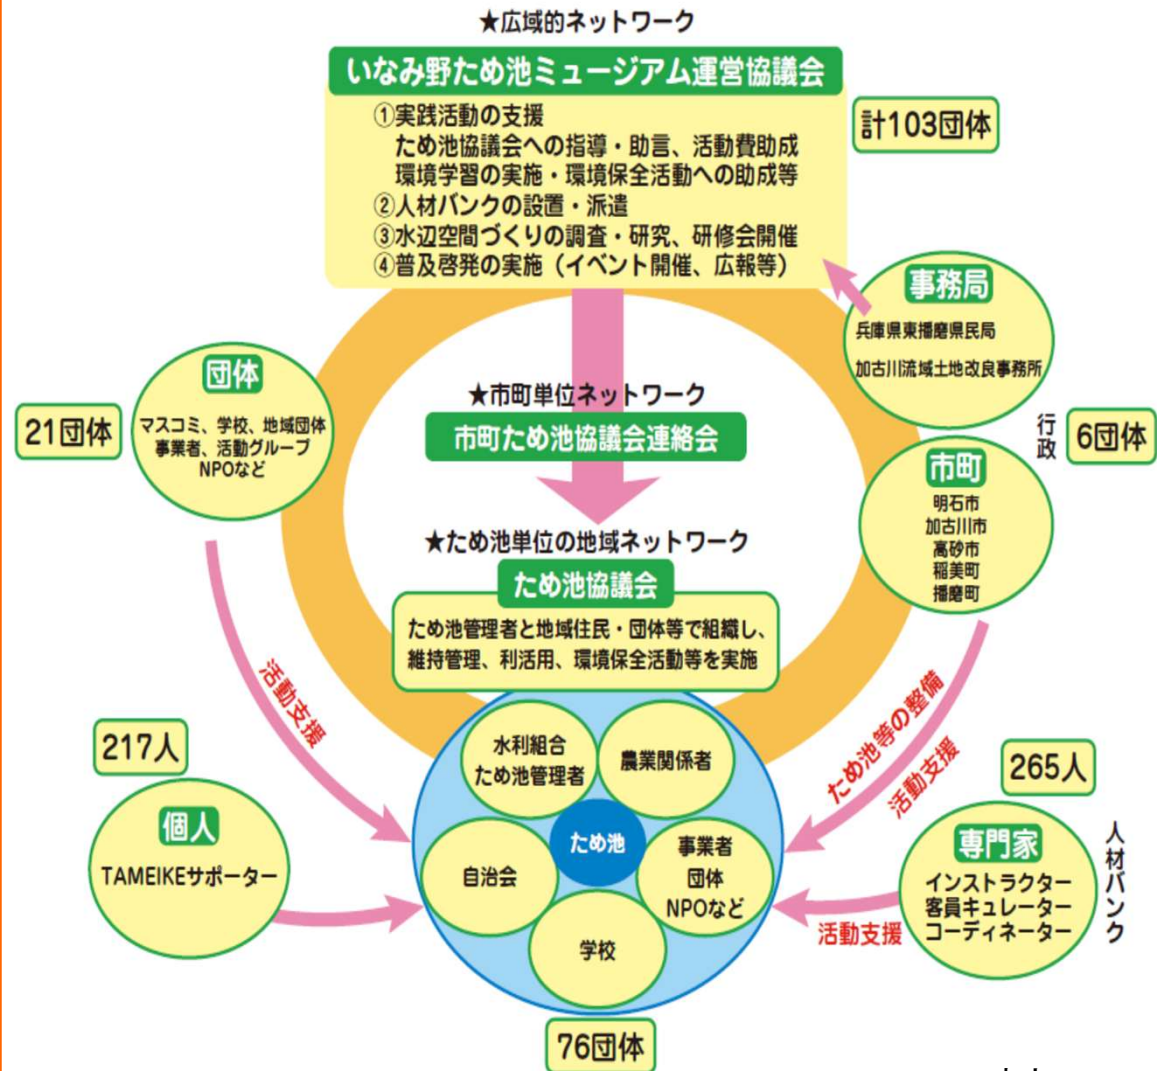 ★広域的ネットワーク
いなみ野ため池ミュージアム運営協議会
①実践活動の支援
ため池協議会への指導・助言、活動費助成
環境学習の実施・環境保全活動への助成等
②人材バンクの設置・派遣
③水辺空間づくりの調査・研究、研修会開催
④普及啓発の実施（イベント開催、広報等）
計103団体
事務局
兵庫県東播磨県民局
加古川流域土地改良事務所
団体
マスコミ、学校、地域団体
事業者、活動グループ
NPOなど
21団体
★市町単位ネットワーク
市町ため池協議会連絡会
行政
6団体
市町
明石市
加古川市
高砂市
稲美町
播磨町
★ため池単位の地域ネットワーク
ため池協議会
ため池管理者と地域住民・団体等で組織し、
維持管理、利活用、環境保全活動等を実施
活動支援
ため池等の整備
活動支援
217人
個人
TAMEIKEサポーター
水利組合
ため池管理者
農業関係者
ため池
自治会
事業者
団体
NPOなど
学校
76団体
265人
専門家
インストラクター
客員キュレーター
コーディネーター
人材バンク
活動支援